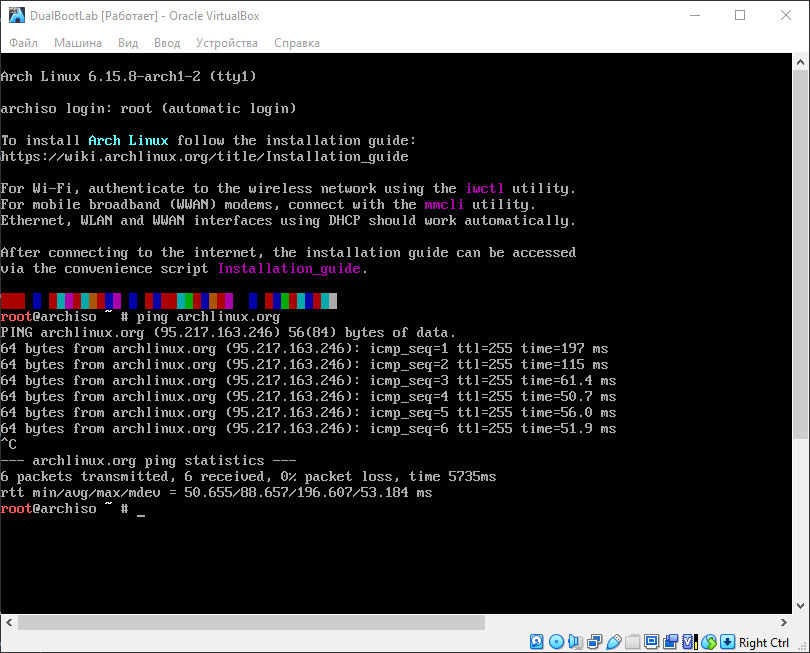 DualBootLab [Работает] - Oracle VirtualBox
Файл Машина Вид Ввод Устройства Справка
Arch Linux 6.15.8-arch1-2 (tty1)
archiso login: root (automatic login)
To install Arch Linux follow the installation guide:
https://wiki.archlinux.org/title/Installation_guide
For Wi-Fi, authenticate to the wireless network using the iwctl utility.
For mobile broadband (WWAN) modems, connect with the mmcli utility.
Ethernet, WLAN and WWAN interfaces using DHCP should work automatically.
After connecting to the internet, the installation guide can be accessed
via the convenience script Installation_guide.
root@archiso ~ # ping archlinux.org
PING archlinux.org (95.217.163.246) 56(84) bytes of data.
64 bytes from archlinux.org (95.217.163.246): icmp_seq=1 ttl=255 time=197 ms
64 bytes from archlinux.org (95.217.163.246): icmp_seq=2 ttl=255 time=115 ms
64 bytes from archlinux.org (95.217.163.246): icmp_seq=3 ttl=255 time=61.4 ms
64 bytes from archlinux.org (95.217.163.246): icmp_seq=4 ttl=255 time=50.7 ms
64 bytes from archlinux.org (95.217.163.246): icmp_seq=5 ttl=255 time=56.0 ms
64 bytes from archlinux.org (95.217.163.246): icmp_seq=6 ttl=255 time=51.9 ms
^C
--- archlinux.org ping statistics ---
6 packets transmitted, 6 received, 0% packet loss, time 5735ms
rtt min/avg/max/mdev = 50.655/88.657/196.607/53.184 ms
root@archiso ~ # _
Right Ctrl